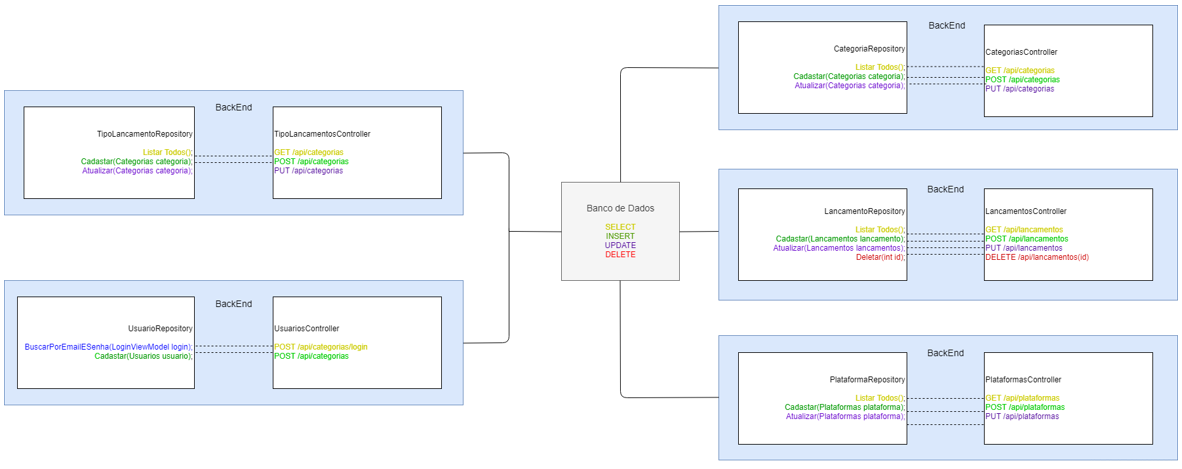 BackEnd
TipoLancamentoRepository
Listar Todos();
Cadastar(Categorias categoria);
Atualizar(Categorias categoria);
TipoLancamentosController
GET /api/categorias
POST /api/categorias
PUT /api/categorias
BackEnd
UsuarioRepository
BuscarPorEmailESenha(LoginViewModel login);
Cadastar(Usuarios usuario);
UsuariosController
POST /api/categorias/login
POST /api/categorias
Banco de Dados
SELECT
INSERT
UPDATE
DELETE
BackEnd
CategoriaRepository
Listar Todos();
Cadastar(Categorias categoria);
Atualizar(Categorias categoria);
CategoriasController
GET /api/categorias
POST /api/categorias
PUT /api/categorias
BackEnd
LancamentoRepository
Listar Todos();
Cadastar(Lancamentos lancamento);
Atualizar(Lancamentos lancamentos);
Deletar(int id);
LancamentosController
GET /api/lancamentos
POST /api/lancamentos
PUT /api/lancamentos
DELETE /api/lancamentos(id)
BackEnd
PlataformaRepository
Listar Todos();
Cadastar(Plataformas plataforma);
Atualizar(Plataformas plataforma);
PlataformasController
GET /api/plataformas
POST /api/plataformas
PUT /api/plataformas